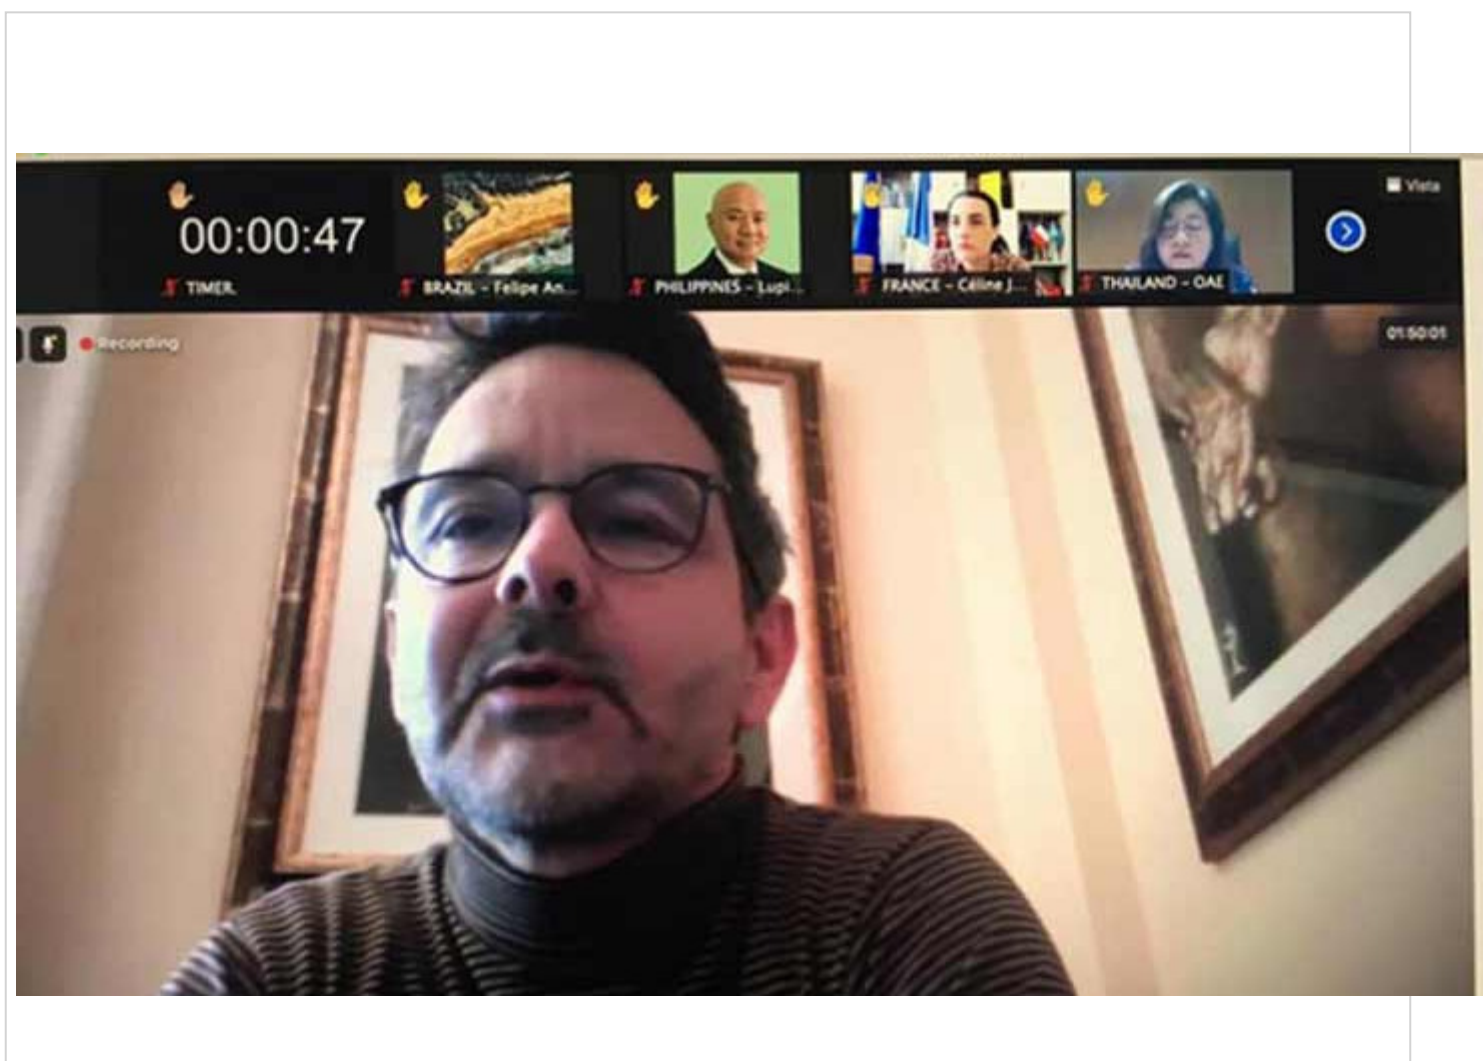 Vista
00:00:47
TIMER
BRAZIL - Felipe An...
PHILIPPINES - Lupi...
FRANCE - Céline J...
THAILAND - OAE
Recording
01:50:01